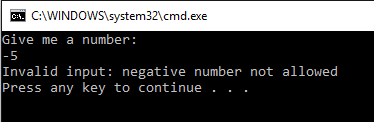 C:\WINDOWS\system32\cmd.exe
Give me a number:
-5
Invalid input: negative number not allowed
Press any key to continue . . .